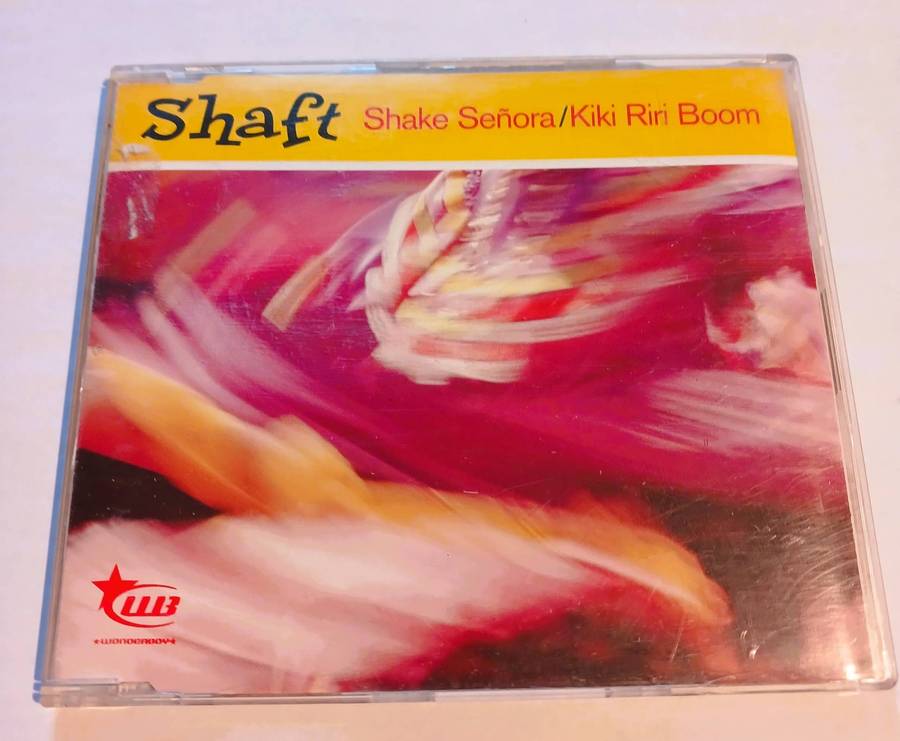 Shaft Shake Señora/Kiki Riri Boom
WB
★WONDERBOY★